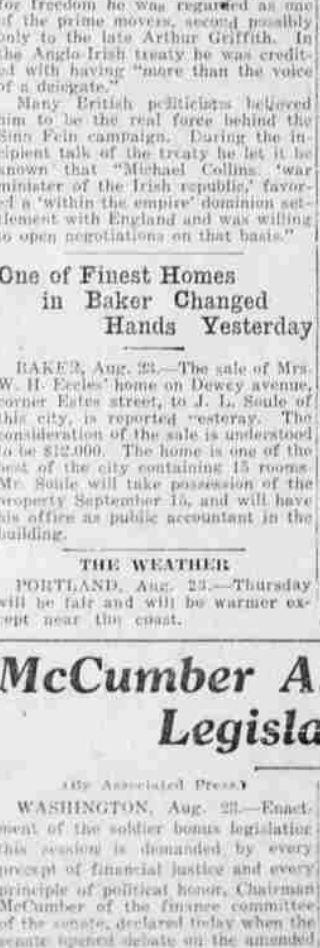 for freedom he was regarded as one
of the prime movers, second possibly
only to the late Arthur Griffith. In
the Anglo-Irish treaty he was credit-
ed with having "more than the voice
of a delegate."
Many British politicians believed
him to be the real force behind the
Sinn Fein campaign. During the in-
cipient talk of the treaty he let it be
known that "Michael Collins, 'war
minister of the Irish republic,' favor-
ed a 'within the empire' dominion set-
tlement with England and was willing
to open negotiations on that basis."
One of Finest Homes
in Baker Changed
Hands Yesterday
BAKER, Aug. 23.—The sale of Mrs.
W. H. Eccles' home on Dewey avenue,
corner Estes street, to J. L. Soule of
this city, is reported yesteray. The
consideration of the sale is understood
to be $12,000. The home is one of the
best of the city containing 15 rooms.
Mr. Soule will take possession of the
property September 15, and will have
his office as public accountant in the
building.
THE WEATHER
PORTLAND, Aug. 23.—Thursday
will be fair and will be warmer ex-
cept near the coast.
McCumber A
Legisla
(By Associated Press.)
WASHINGTON, Aug. 23.—Enact-
ment of the soldier bonus legislation
this session is demanded by every
precept of financial justice and every
principle of political honor, Chairman
McCumber of the finance committee
of the senate, declared today when the
senate opened debate on the amended